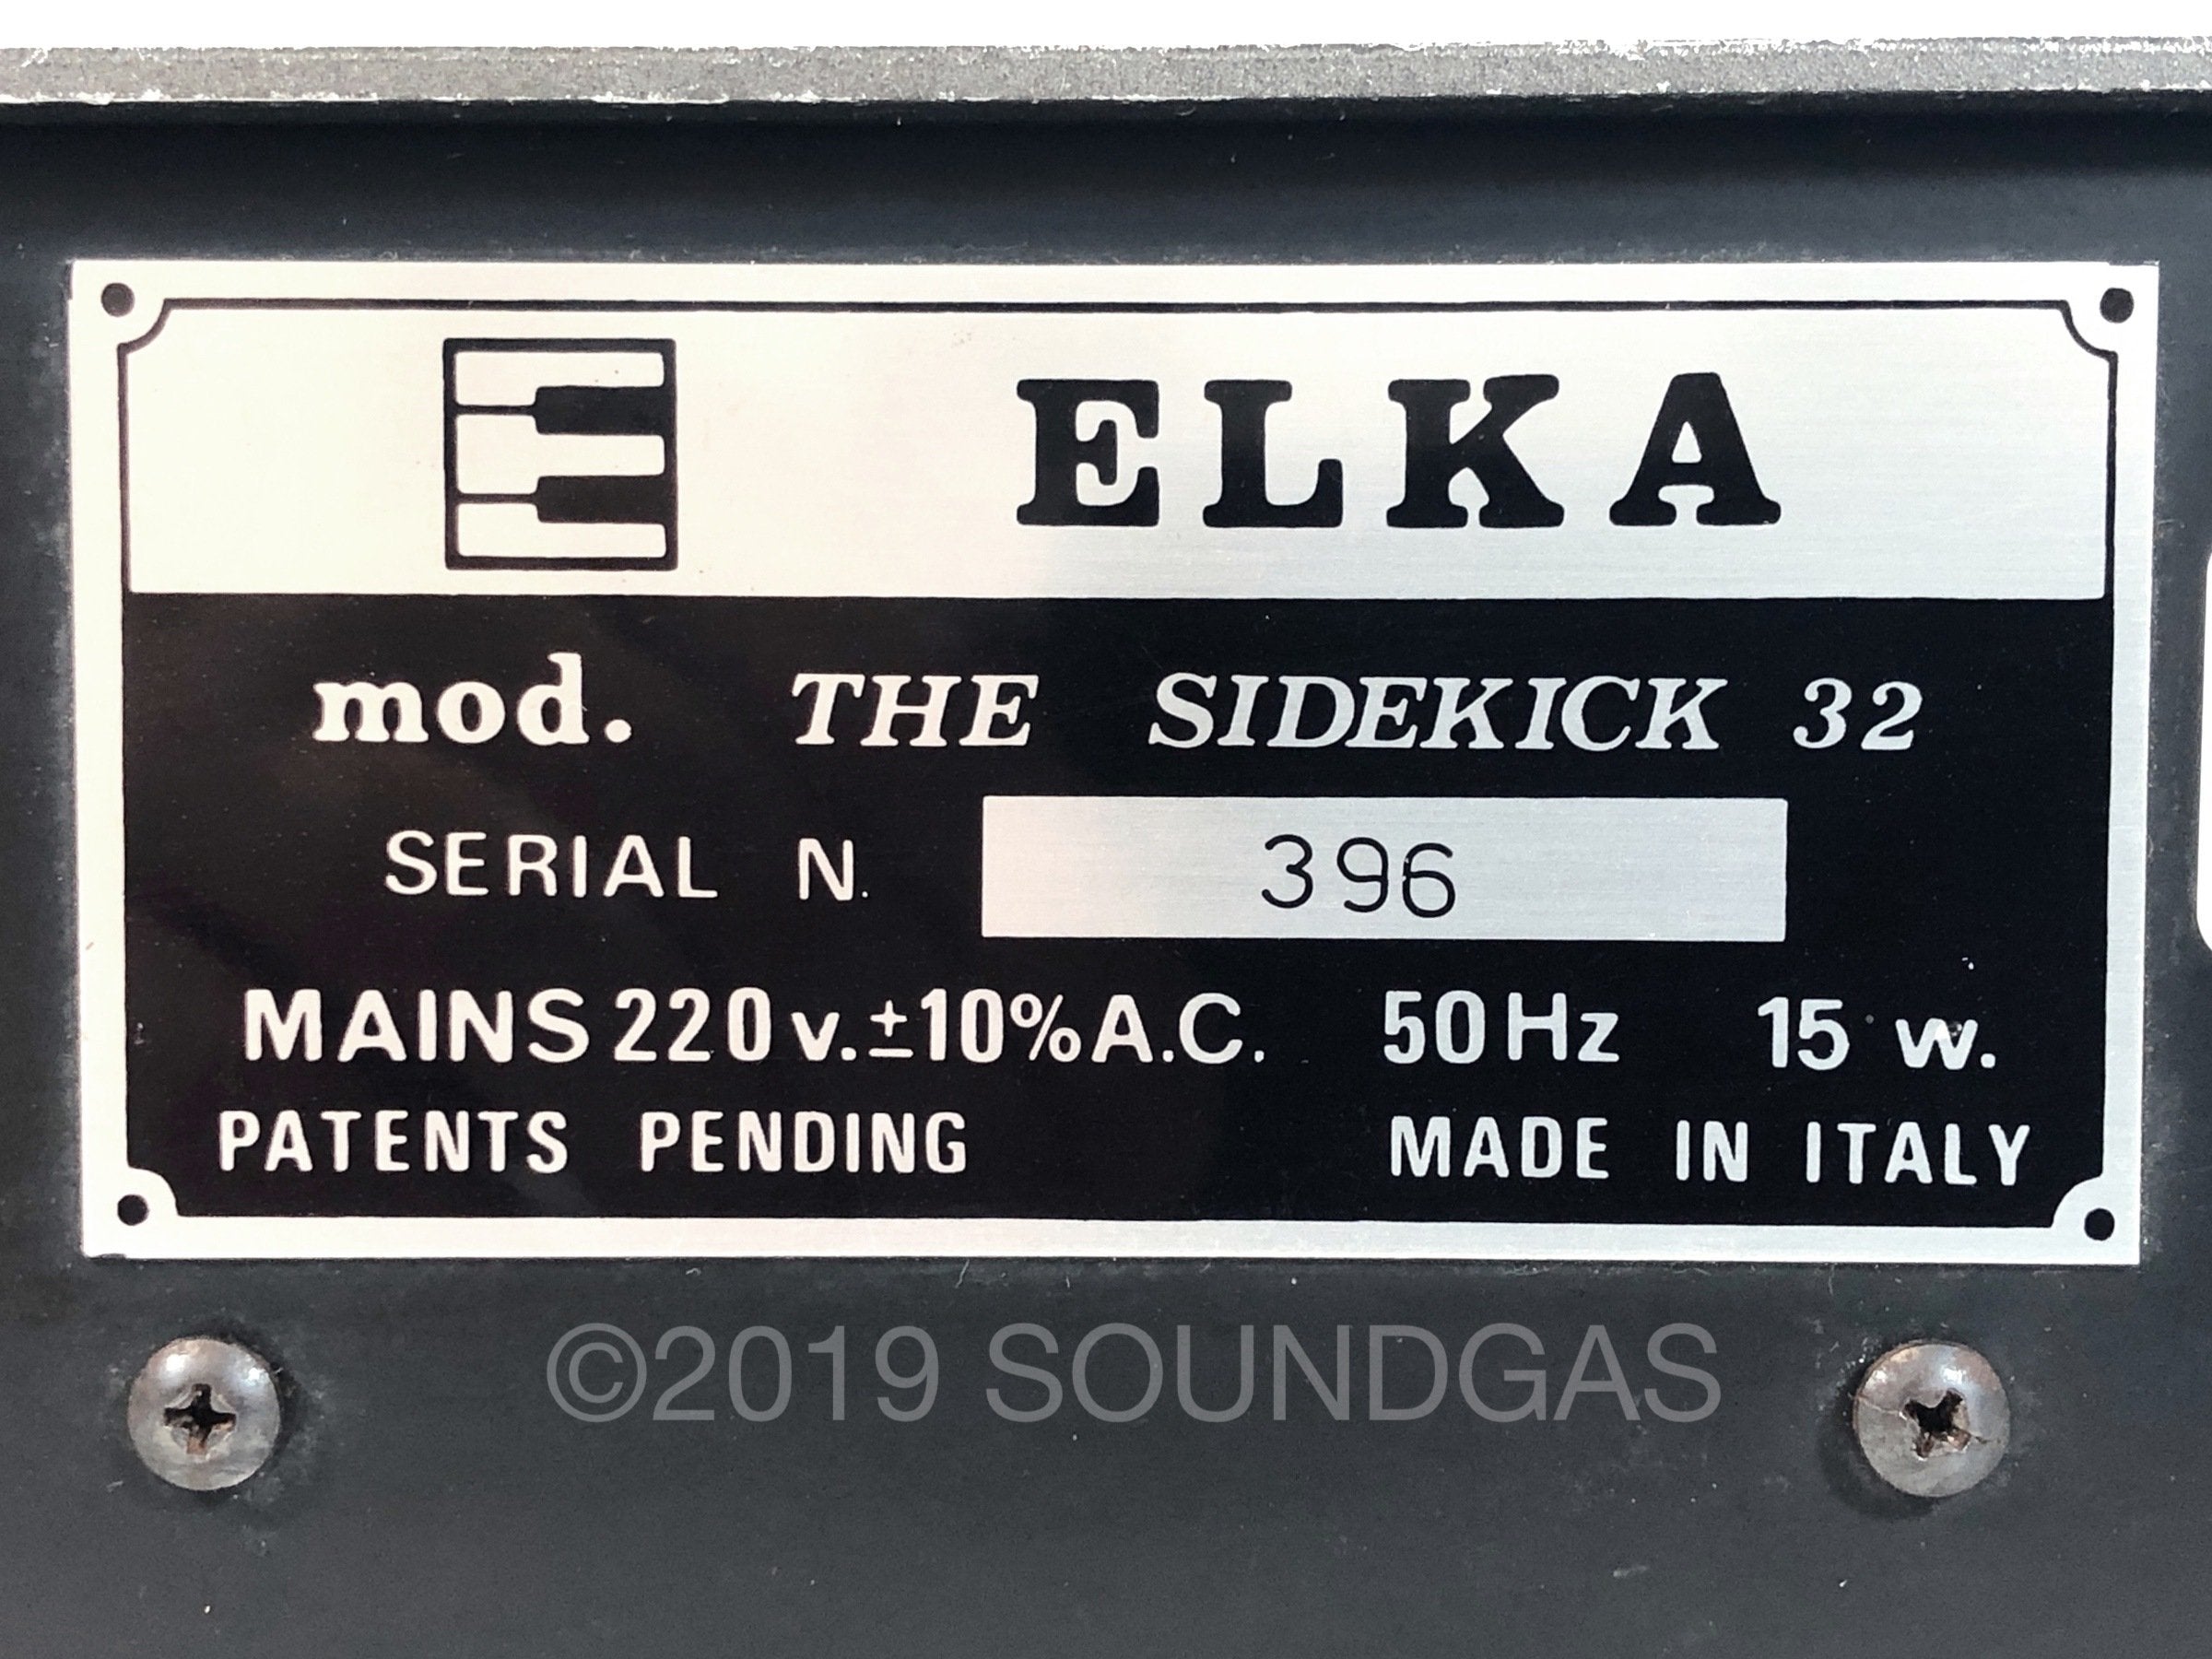 ELKA
mod. THE SIDEKICK 32
SERIAL N. 396
MAINS 220 v. ±10% A.C. 50 Hz 15 w.
PATENTS PENDING MADE IN ITALY
©2019 SOUNDGAS